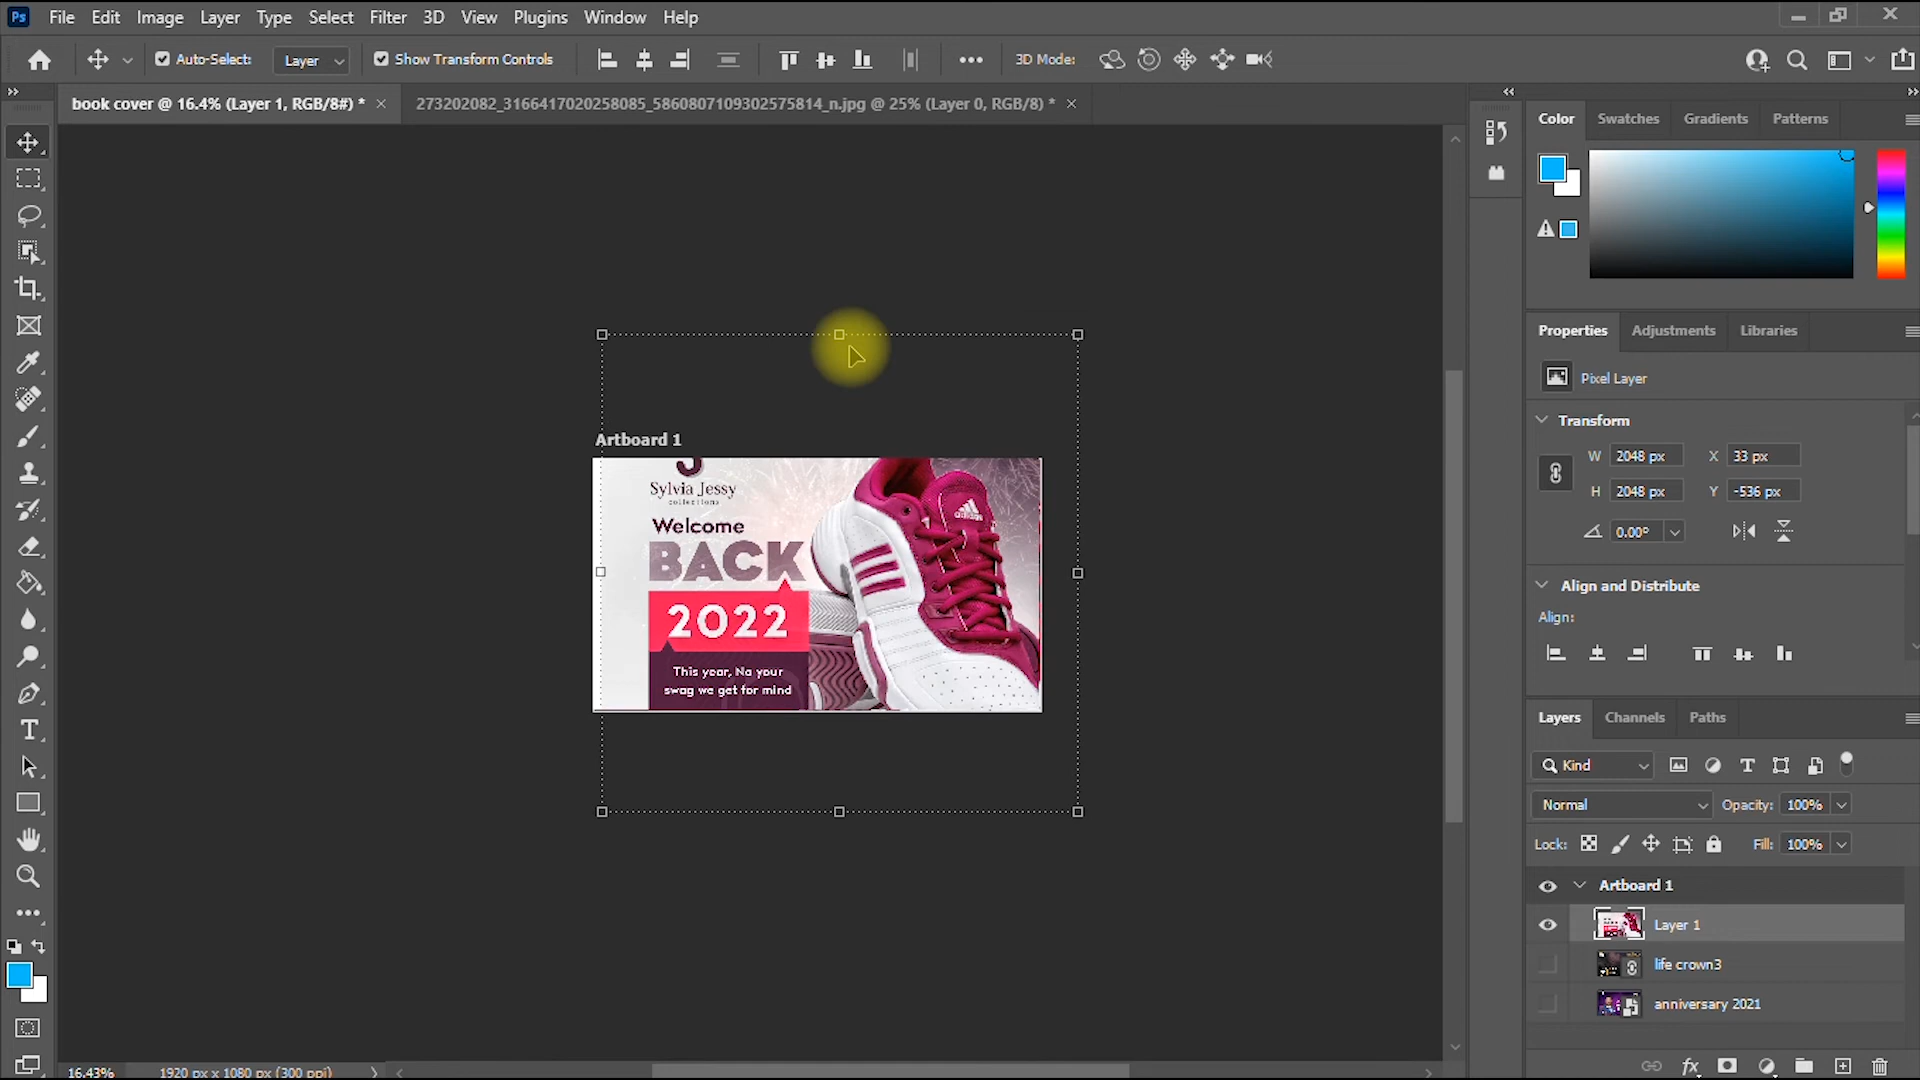 Ps File Edit Image Layer Type Select Filter 3D View Plugins Window Help
Auto-Select: Layer Show Transform Controls 3D Mode:
book cover @ 16.4% (Layer 1, RGB/8#) * 273202082_3166417020258085_5860807109302575814_n.jpg @ 25% (Layer 0, RGB/8) *
Color Swatches Gradients Patterns
Properties Adjustments Libraries
Pixel Layer
Transform
W 2048 px X 33 px
H 2048 px Y -536 px
0.00°
Align and Distribute
Align:
Artboard 1
Sylvia Jessy
collections
Welcome
BACK
2022
This year, Na your
swag we get for mind
adidas
Layers Channels Paths
Kind
Normal Opacity: 100%
Lock: Fill: 100%
Artboard 1
Layer 1
life crown3
anniversary 2021
16.43% 1920 px x 1080 px (300 ppi)